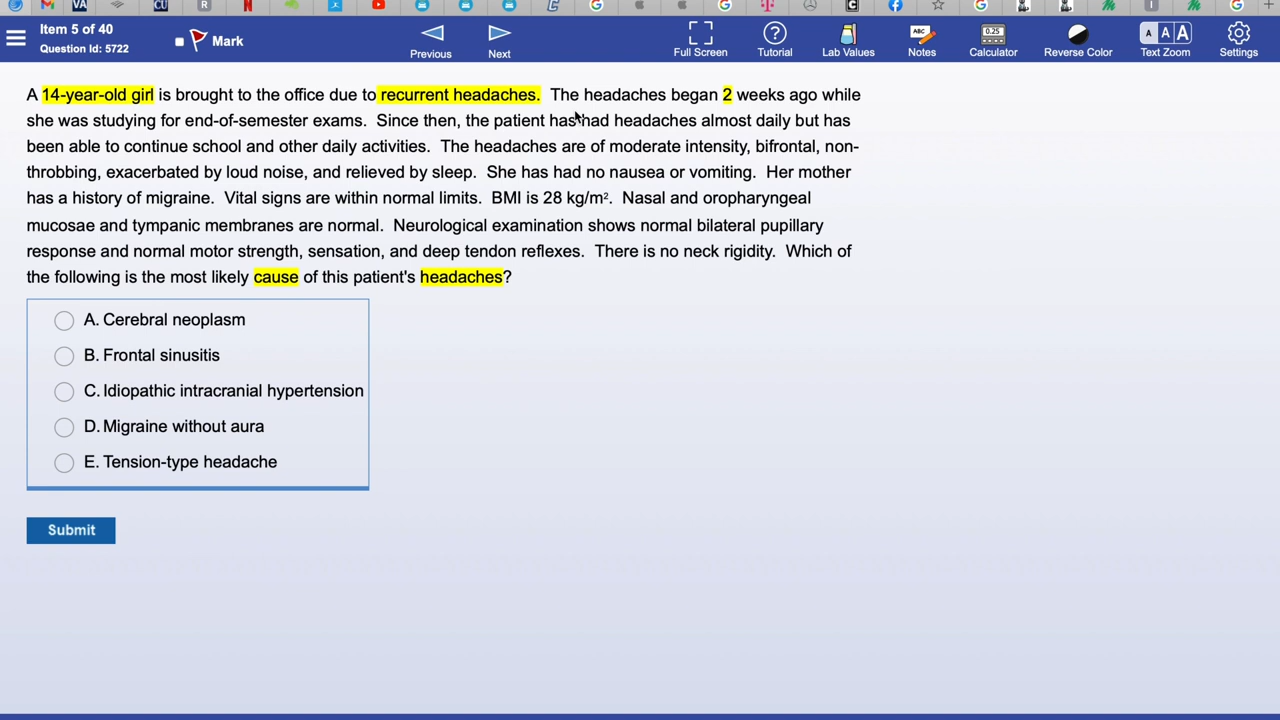 Item 5 of 40
Question Id: 5722
Mark
Previous
Next
Full Screen
Tutorial
Lab Values
Notes
Calculator
Reverse Color
Text Zoom
Settings
VA
CU
R
N
C
ABC
0.25
A A A
A 14-year-old girl is brought to the office due to recurrent headaches. The headaches began 2 weeks ago while
she was studying for end-of-semester exams. Since then, the patient has had headaches almost daily but has
been able to continue school and other daily activities. The headaches are of moderate intensity, bifrontal, non-
throbbing, exacerbated by loud noise, and relieved by sleep. She has had no nausea or vomiting. Her mother
has a history of migraine. Vital signs are within normal limits. BMI is 28 kg/m². Nasal and oropharyngeal
mucosae and tympanic membranes are normal. Neurological examination shows normal bilateral pupillary
response and normal motor strength, sensation, and deep tendon reflexes. There is no neck rigidity. Which of
the following is the most likely cause of this patient's headaches?
A. Cerebral neoplasm
B. Frontal sinusitis
C. Idiopathic intracranial hypertension
D. Migraine without aura
E. Tension-type headache
Submit